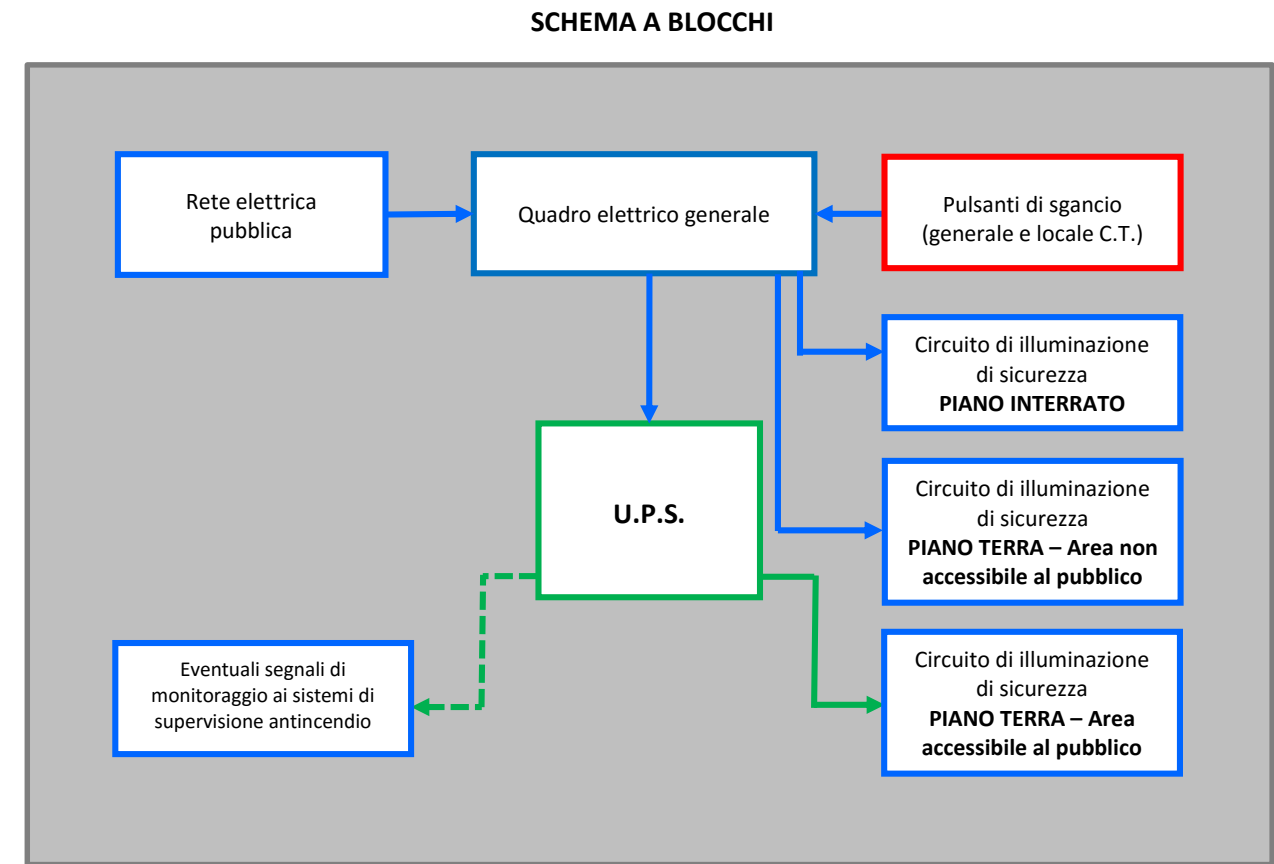 SCHEMA A BLOCCHI
Rete elettrica
pubblica
Quadro elettrico generale
Pulsanti di sgancio
(generale e locale C.T.)
Circuito di illuminazione
di sicurezza
PIANO INTERRATO
U.P.S.
Circuito di illuminazione
di sicurezza
PIANO TERRA – Area non
accessibile al pubblico
Eventuali segnali di
monitoraggio ai sistemi di
supervisione antincendio
Circuito di illuminazione
di sicurezza
PIANO TERRA – Area
accessibile al pubblico